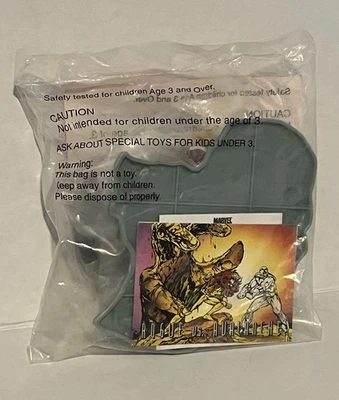 Safety tested for children Age 3 and Over.
CAUTION
Not intended for children under the age of 3.
ASK ABOUT SPECIAL TOYS FOR KIDS UNDER 3.
Warning:
This bag is not a toy.
Keep away from children.
Please dispose of properly.
MARVEL
ROGUE VS.